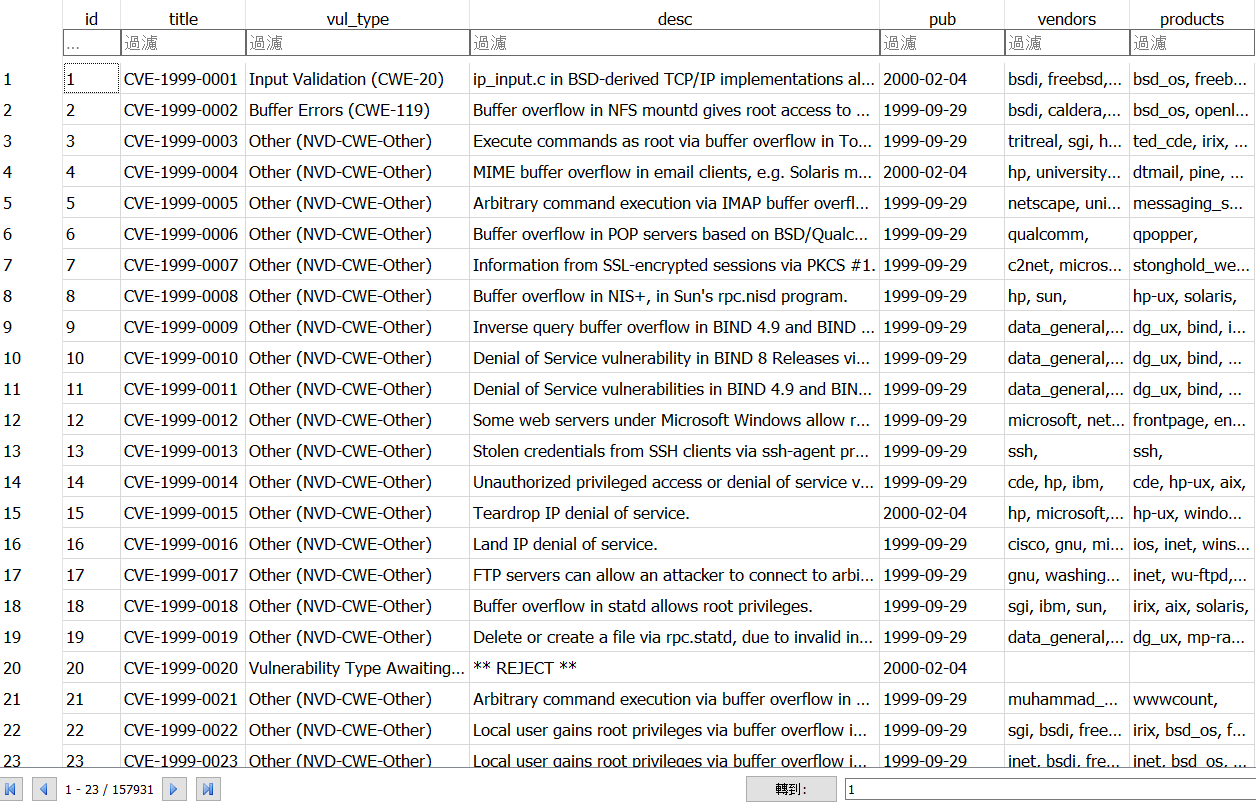 id title vul_type desc pub vendors products
... 過濾 過濾 過濾 過濾 過濾 過濾
1 1 CVE-1999-0001 Input Validation (CWE-20) ip_input.c in BSD-derived TCP/IP implementations al... 2000-02-04 bsdi, freebsd,... bsd_os, freeb...
2 2 CVE-1999-0002 Buffer Errors (CWE-119) Buffer overflow in NFS mountd gives root access to ... 1999-09-29 bsdi, caldera,... bsd_os, openl...
3 3 CVE-1999-0003 Other (NVD-CWE-Other) Execute commands as root via buffer overflow in To... 1999-09-29 tritreal, sgi, h... ted_cde, irix, ...
4 4 CVE-1999-0004 Other (NVD-CWE-Other) MIME buffer overflow in email clients, e.g. Solaris m... 2000-02-04 hp, university... dtmail, pine, ...
5 5 CVE-1999-0005 Other (NVD-CWE-Other) Arbitrary command execution via IMAP buffer overfl... 1999-09-29 netscape, uni... messaging_s...
6 6 CVE-1999-0006 Other (NVD-CWE-Other) Buffer overflow in POP servers based on BSD/Qualc... 1999-09-29 qualcomm, qpopper,
7 7 CVE-1999-0007 Other (NVD-CWE-Other) Information from SSL-encrypted sessions via PKCS #1. 1999-09-29 c2net, micros... stonghold_we...
8 8 CVE-1999-0008 Other (NVD-CWE-Other) Buffer overflow in NIS+, in Sun's rpc.nisd program. 1999-09-29 hp, sun, hp-ux, solaris,
9 9 CVE-1999-0009 Other (NVD-CWE-Other) Inverse query buffer overflow in BIND 4.9 and BIND ... 1999-09-29 data_general,... dg_ux, bind, i...
10 10 CVE-1999-0010 Other (NVD-CWE-Other) Denial of Service vulnerability in BIND 8 Releases vi... 1999-09-29 data_general,... dg_ux, bind, ...
11 11 CVE-1999-0011 Other (NVD-CWE-Other) Denial of Service vulnerabilities in BIND 4.9 and BIN... 1999-09-29 data_general,... dg_ux, bind, ...
12 12 CVE-1999-0012 Other (NVD-CWE-Other) Some web servers under Microsoft Windows allow r... 1999-09-29 microsoft, net... frontpage, en...
13 13 CVE-1999-0013 Other (NVD-CWE-Other) Stolen credentials from SSH clients via ssh-agent pr... 1999-09-29 ssh, ssh,
14 14 CVE-1999-0014 Other (NVD-CWE-Other) Unauthorized privileged access or denial of service v... 1999-09-29 cde, hp, ibm, cde, hp-ux, aix,
15 15 CVE-1999-0015 Other (NVD-CWE-Other) Teardrop IP denial of service. 2000-02-04 hp, microsoft,... hp-ux, windo...
16 16 CVE-1999-0016 Other (NVD-CWE-Other) Land IP denial of service. 1999-09-29 cisco, gnu, mi... ios, inet, wins...
17 17 CVE-1999-0017 Other (NVD-CWE-Other) FTP servers can allow an attacker to connect to arbi... 1999-09-29 gnu, washing... inet, wu-ftpd,...
18 18 CVE-1999-0018 Other (NVD-CWE-Other) Buffer overflow in statd allows root privileges. 1999-09-29 sgi, ibm, sun, irix, aix, solaris,
19 19 CVE-1999-0019 Other (NVD-CWE-Other) Delete or create a file via rpc.statd, due to invalid in... 1999-09-29 data_general,... dg_ux, mp-ra...
20 20 CVE-1999-0020 Vulnerability Type Awaiting... ** REJECT ** 2000-02-04
21 21 CVE-1999-0021 Other (NVD-CWE-Other) Arbitrary command execution via buffer overflow in ... 1999-09-29 muhammad_... wwwcount,
22 22 CVE-1999-0022 Other (NVD-CWE-Other) Local user gains root privileges via buffer overflow i... 1999-09-29 sgi, bsdi, free... irix, bsd_os, f...
23 23 CVE-1999-0023 Other (NVD-CWE-Other) Local user gains root privileges via buffer overflow i... 1999-09-29 inet, bsdi, fre... inet, bsd_os, ...
1 - 23 / 157931 轉到: 1